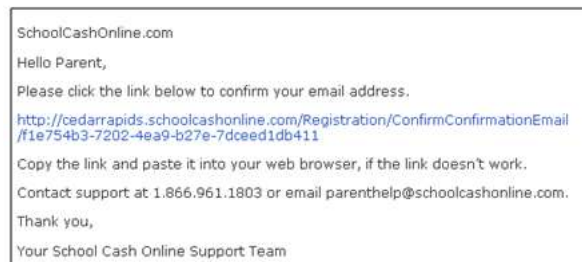 SchoolCashOnline.com
Hello Parent,
Please click the link below to confirm your email address.
http://cedarrapids.schoolcashonline.com/Registration/ConfirmConfirmationEmail
/f1e754b3-7202-4ea9-b27e-7dceed1db411
Copy the link and paste it into your web browser, if the link doesn't work.
Contact support at 1.866.961.1803 or email parenthelp@schoolcashonline.com.
Thank you,
Your School Cash Online Support Team